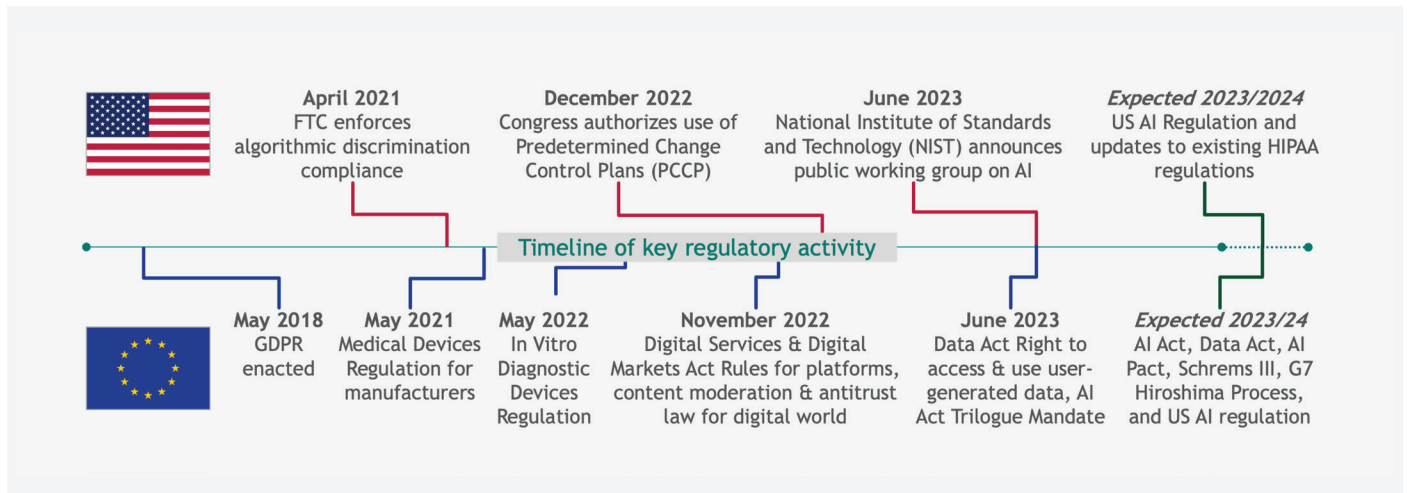 April 2021
FTC enforces
algorithmic discrimination
compliance
December 2022
Congress authorizes use of
Predetermined Change
Control Plans (PCCP)
June 2023
National Institute of Standards
and Technology (NIST) announces
public working group on AI
Expected 2023/2024
US AI Regulation and
updates to existing HIPAA
regulations
Timeline of key regulatory activity
May 2018
GDPR
enacted
May 2021
Medical Devices
Regulation for
manufacturers
May 2022
In Vitro
Diagnostic
Devices
Regulation
November 2022
Digital Services & Digital
Markets Act Rules for platforms,
content moderation & antitrust
law for digital world
June 2023
Data Act Right to
access & use user-
generated data, AI
Act Trilogue Mandate
Expected 2023/24
AI Act, Data Act, AI
Pact, Schrems III, G7
Hiroshima Process,
and US AI regulation